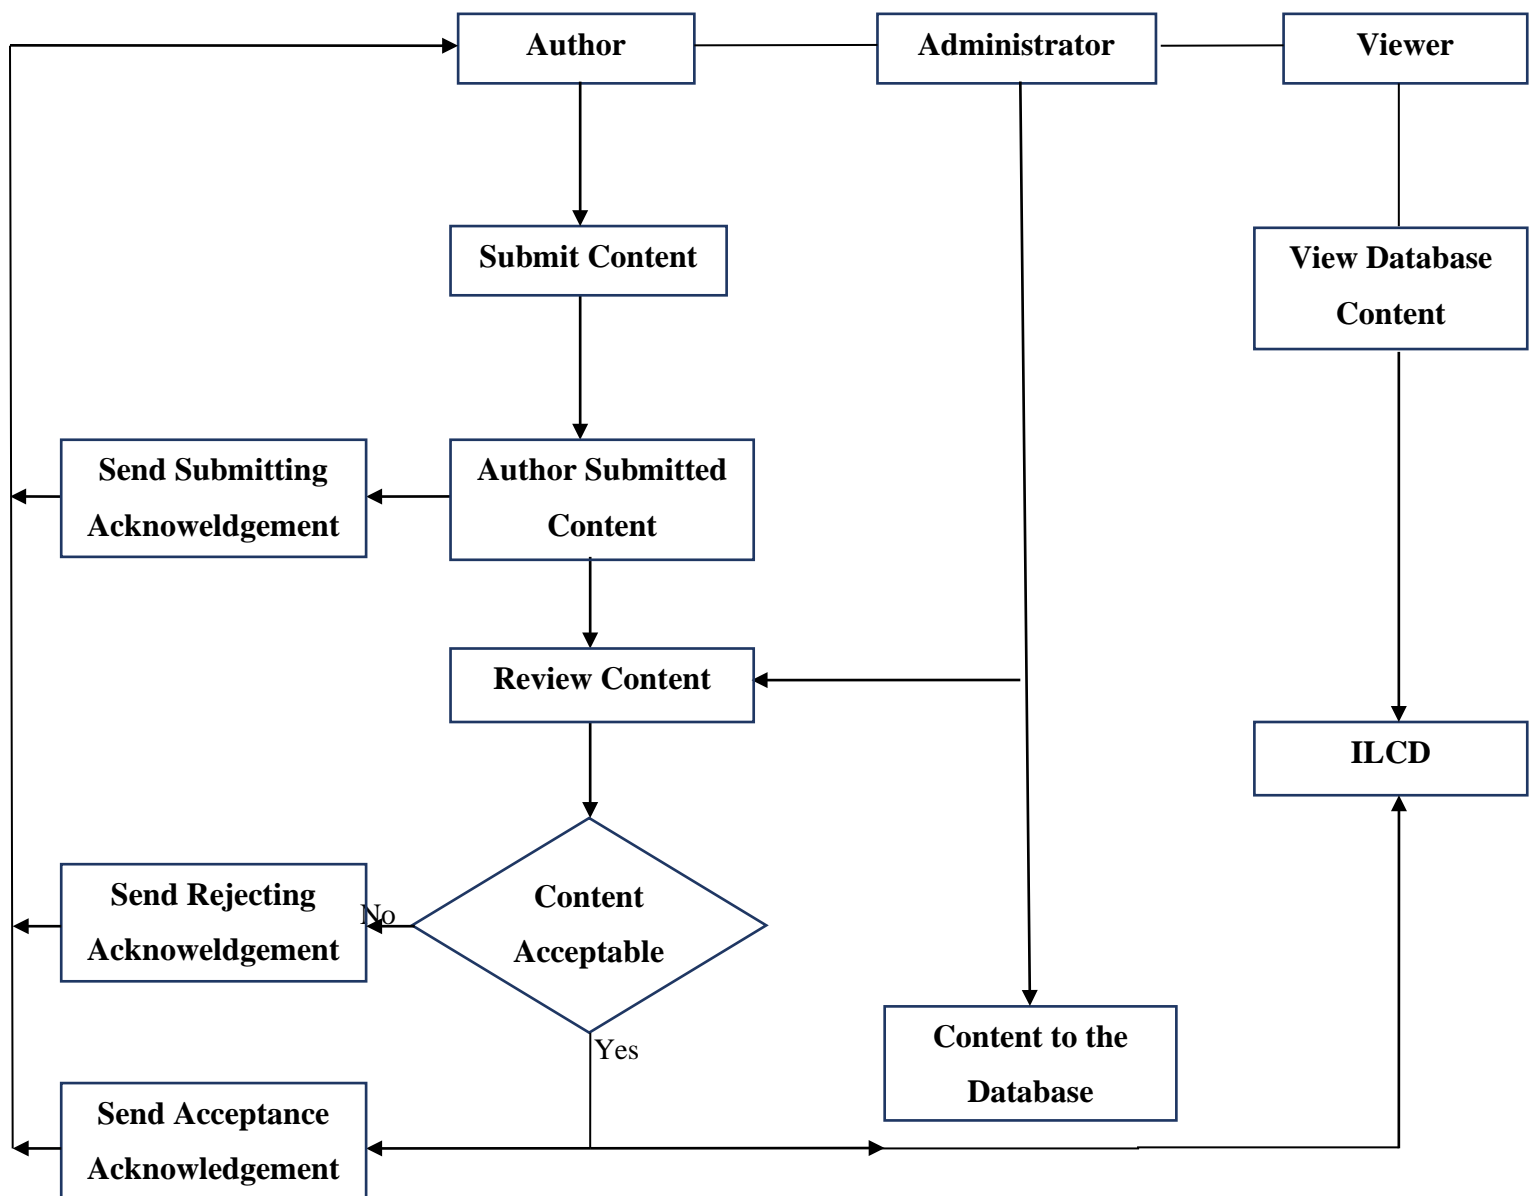 Author
Administrator
Viewer
Submit Content
View Database
Content
Send Submitting
Acknoweldgement
Author Submitted
Content
Review Content
ILCD
Send Rejecting
Acknoweldgement
No
Content
Acceptable
Yes
Content to the
Database
Send Acceptance
Acknowledgement